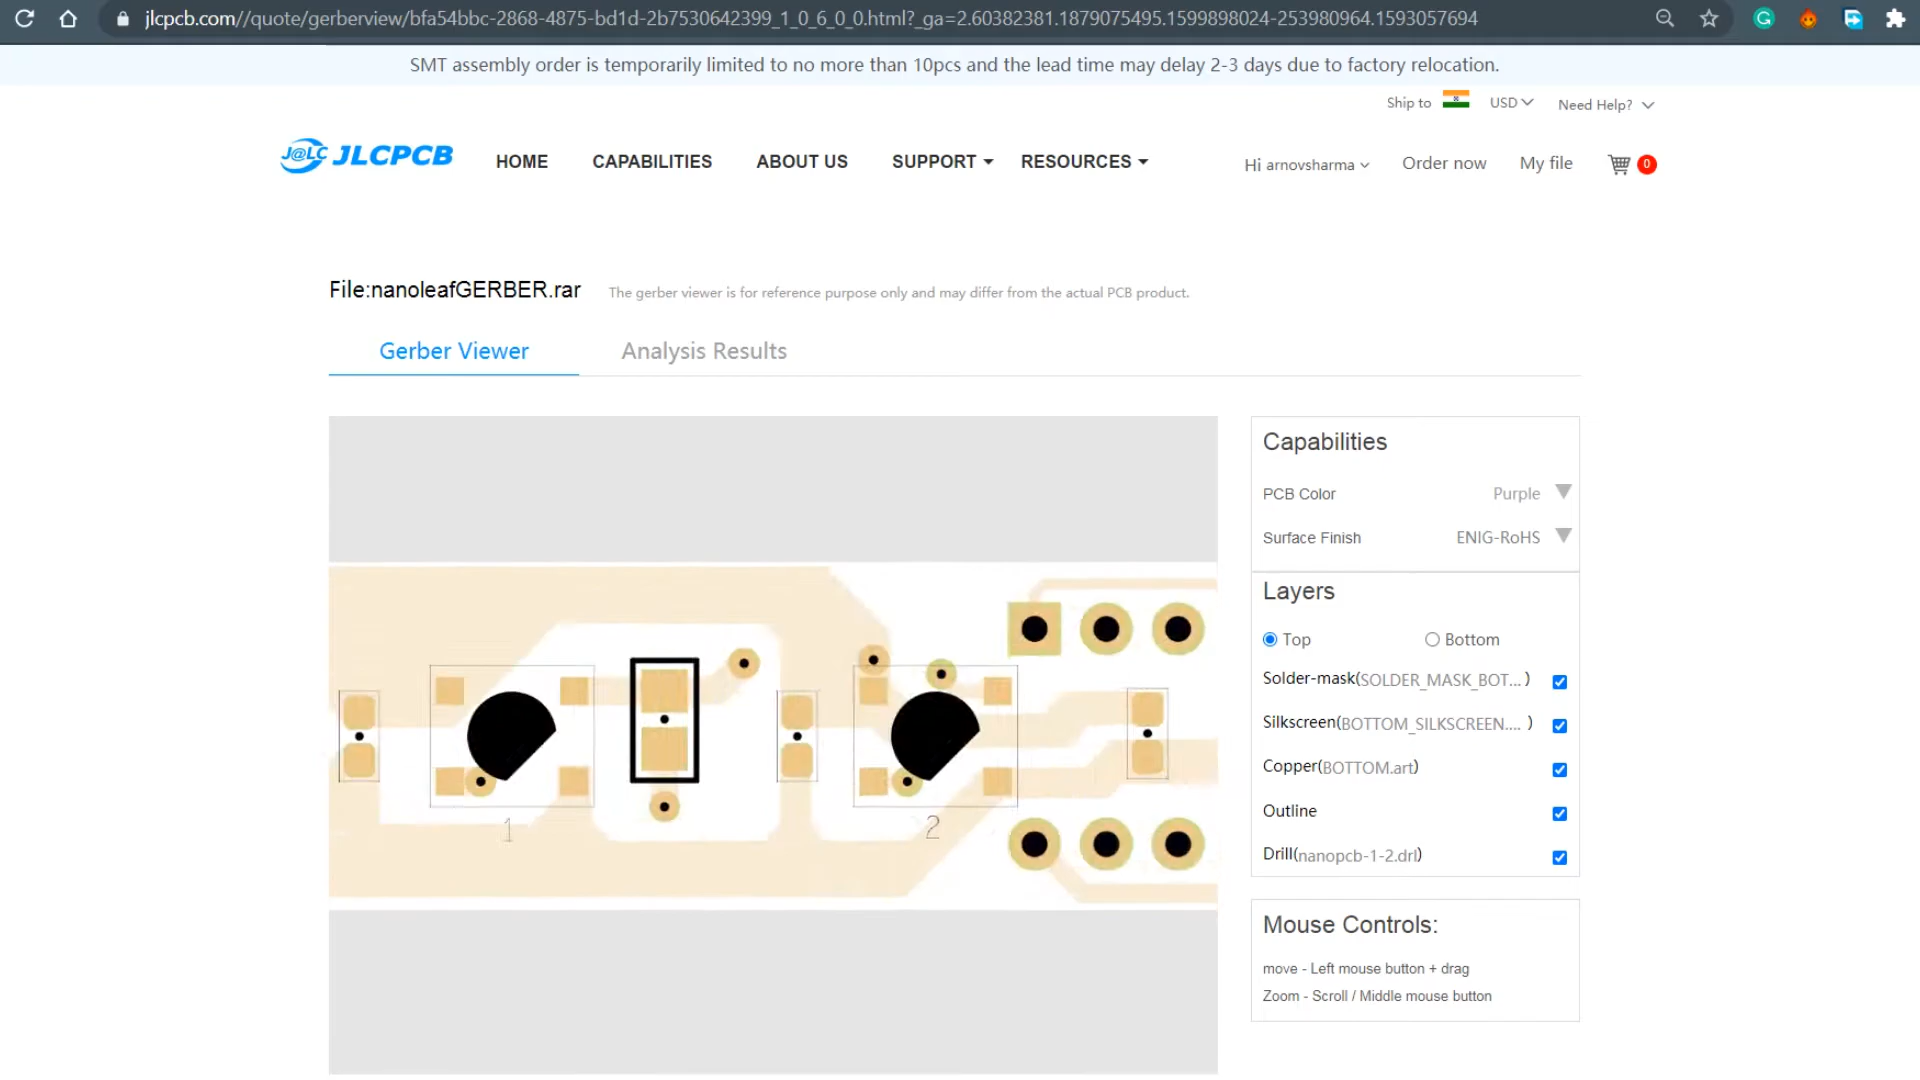 jlcpcb.com//quote/gerberview/bfa54bbc-2868-4875-bd1d-2b7530642399_1_0_6_0_0.html?_ga=2.60382381.1879075495.1599898024-253980964.1593057694
SMT assembly order is temporarily limited to no more than 10pcs and the lead time may delay 2-3 days due to factory relocation.
Ship to USD Need Help?
J@LC JLCPCB HOME CAPABILITIES ABOUT US SUPPORT RESOURCES Hi arnovsharma Order now My file 0
File:nanoleafGERBER.rar The gerber viewer is for reference purpose only and may differ from the actual PCB product.
Gerber Viewer Analysis Results
1
2
Capabilities
PCB Color Purple
Surface Finish ENIG-RoHS
Layers
Top Bottom
Solder-mask(SOLDER_MASK_BOT... )
Silkscreen(BOTTOM_SILKSCREEN.... )
Copper(BOTTOM.art)
Outline
Drill(nanopcb-1-2.drl)
Mouse Controls:
move - Left mouse button + drag
Zoom - Scroll / Middle mouse button